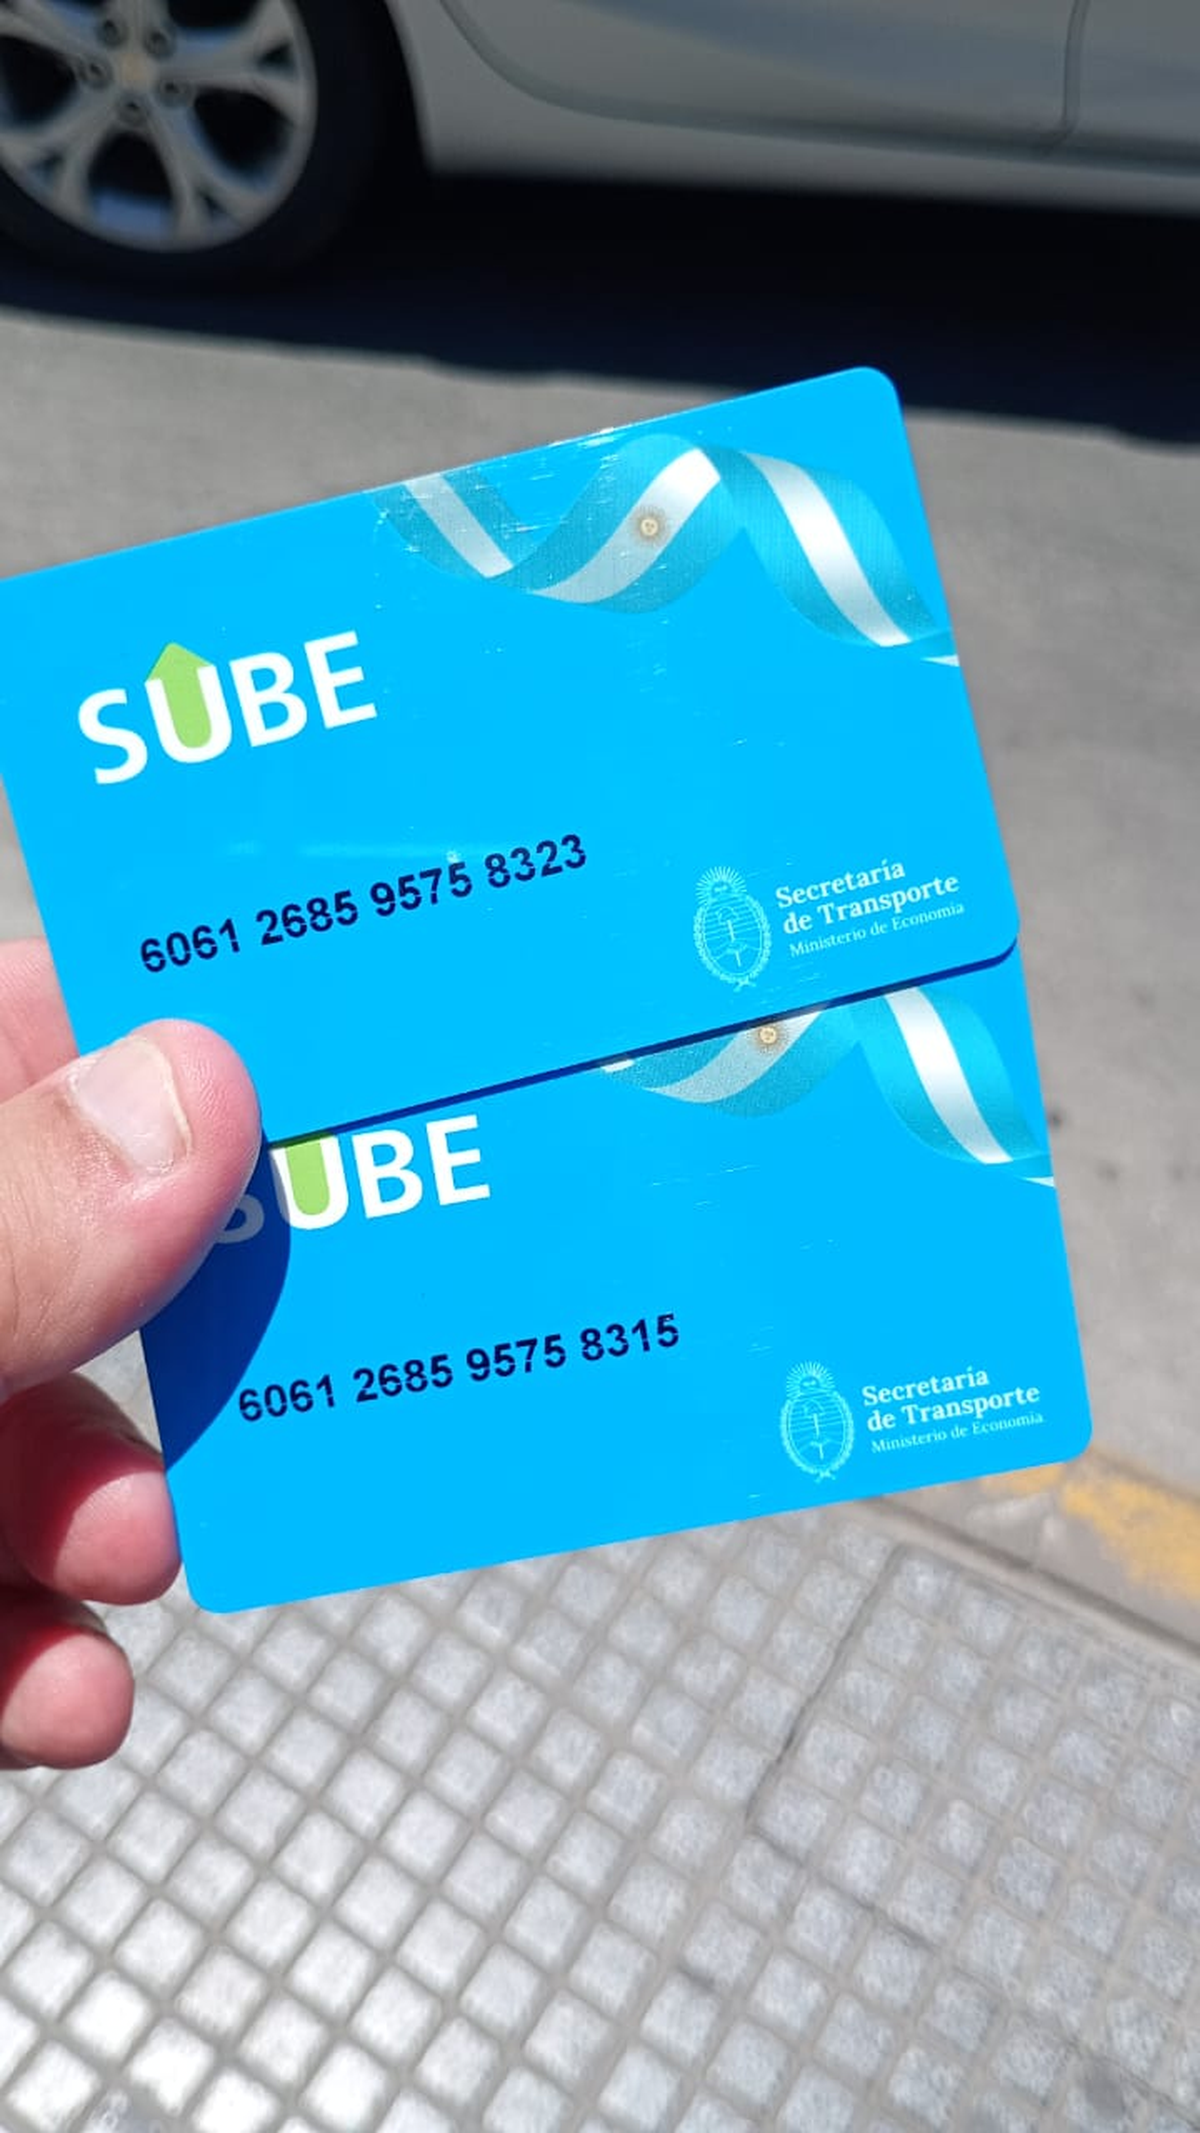 SUBE
6061 2685 9575 8323
Secretaría
de Transporte
Ministerio de Economía
SUBE
6061 2685 9575 8315
Secretaría
de Transporte
Ministerio de Economía